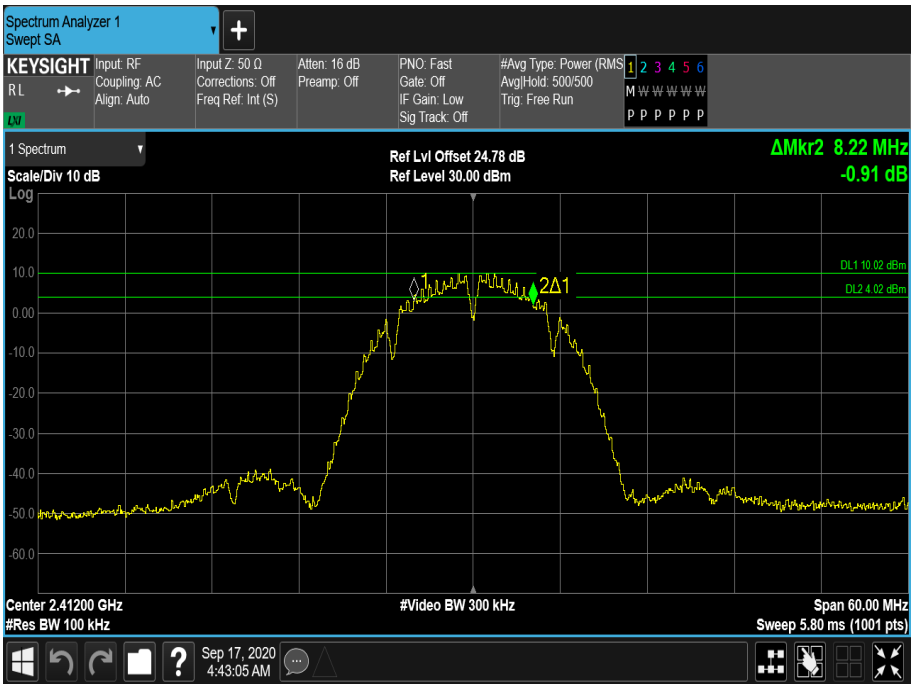 Spectrum Analyzer 1
Swept SA
+
KEYSIGHT
RL
LXI
Input: RF
Coupling: AC
Align: Auto
Input Z: 50 Ω
Corrections: Off
Freq Ref: Int (S)
Atten: 16 dB
Preamp: Off
PNO: Fast
Gate: Off
IF Gain: Low
Sig Track: Off
#Avg Type: Power (RMS
Avg|Hold: 500/500
Trig: Free Run
1 2 3 4 5 6
M W W W W W
P P P P P P
1 Spectrum
Scale/Div 10 dB
Ref Lvl Offset 24.78 dB
Ref Level 30.00 dBm
ΔMkr2 8.22 MHz
-0.91 dB
Log
20.0
10.0
0.00
-10.0
-20.0
-30.0
-40.0
-50.0
-60.0
1
2Δ1
DL1 10.02 dBm
DL2 4.02 dBm
Center 2.41200 GHz
#Video BW 300 kHz
Span 60.00 MHz
#Res BW 100 kHz
Sweep 5.80 ms (1001 pts)
?
Sep 17, 2020
4:43:05 AM